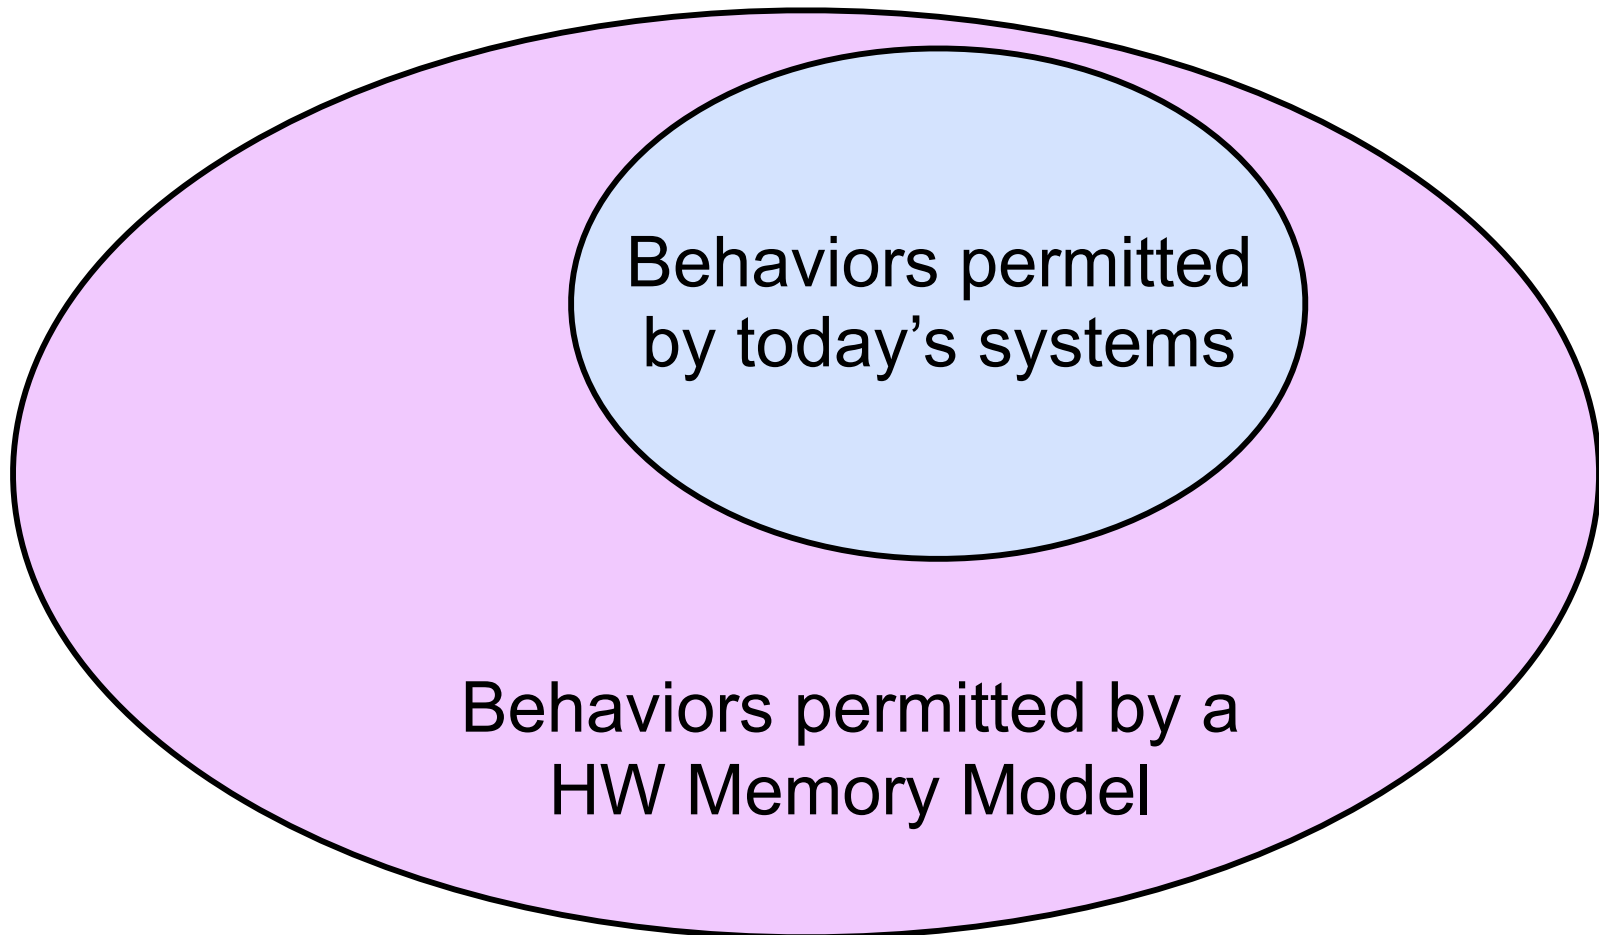 Behaviors permitted
by today’s systems
Behaviors permitted by a
HW Memory Model